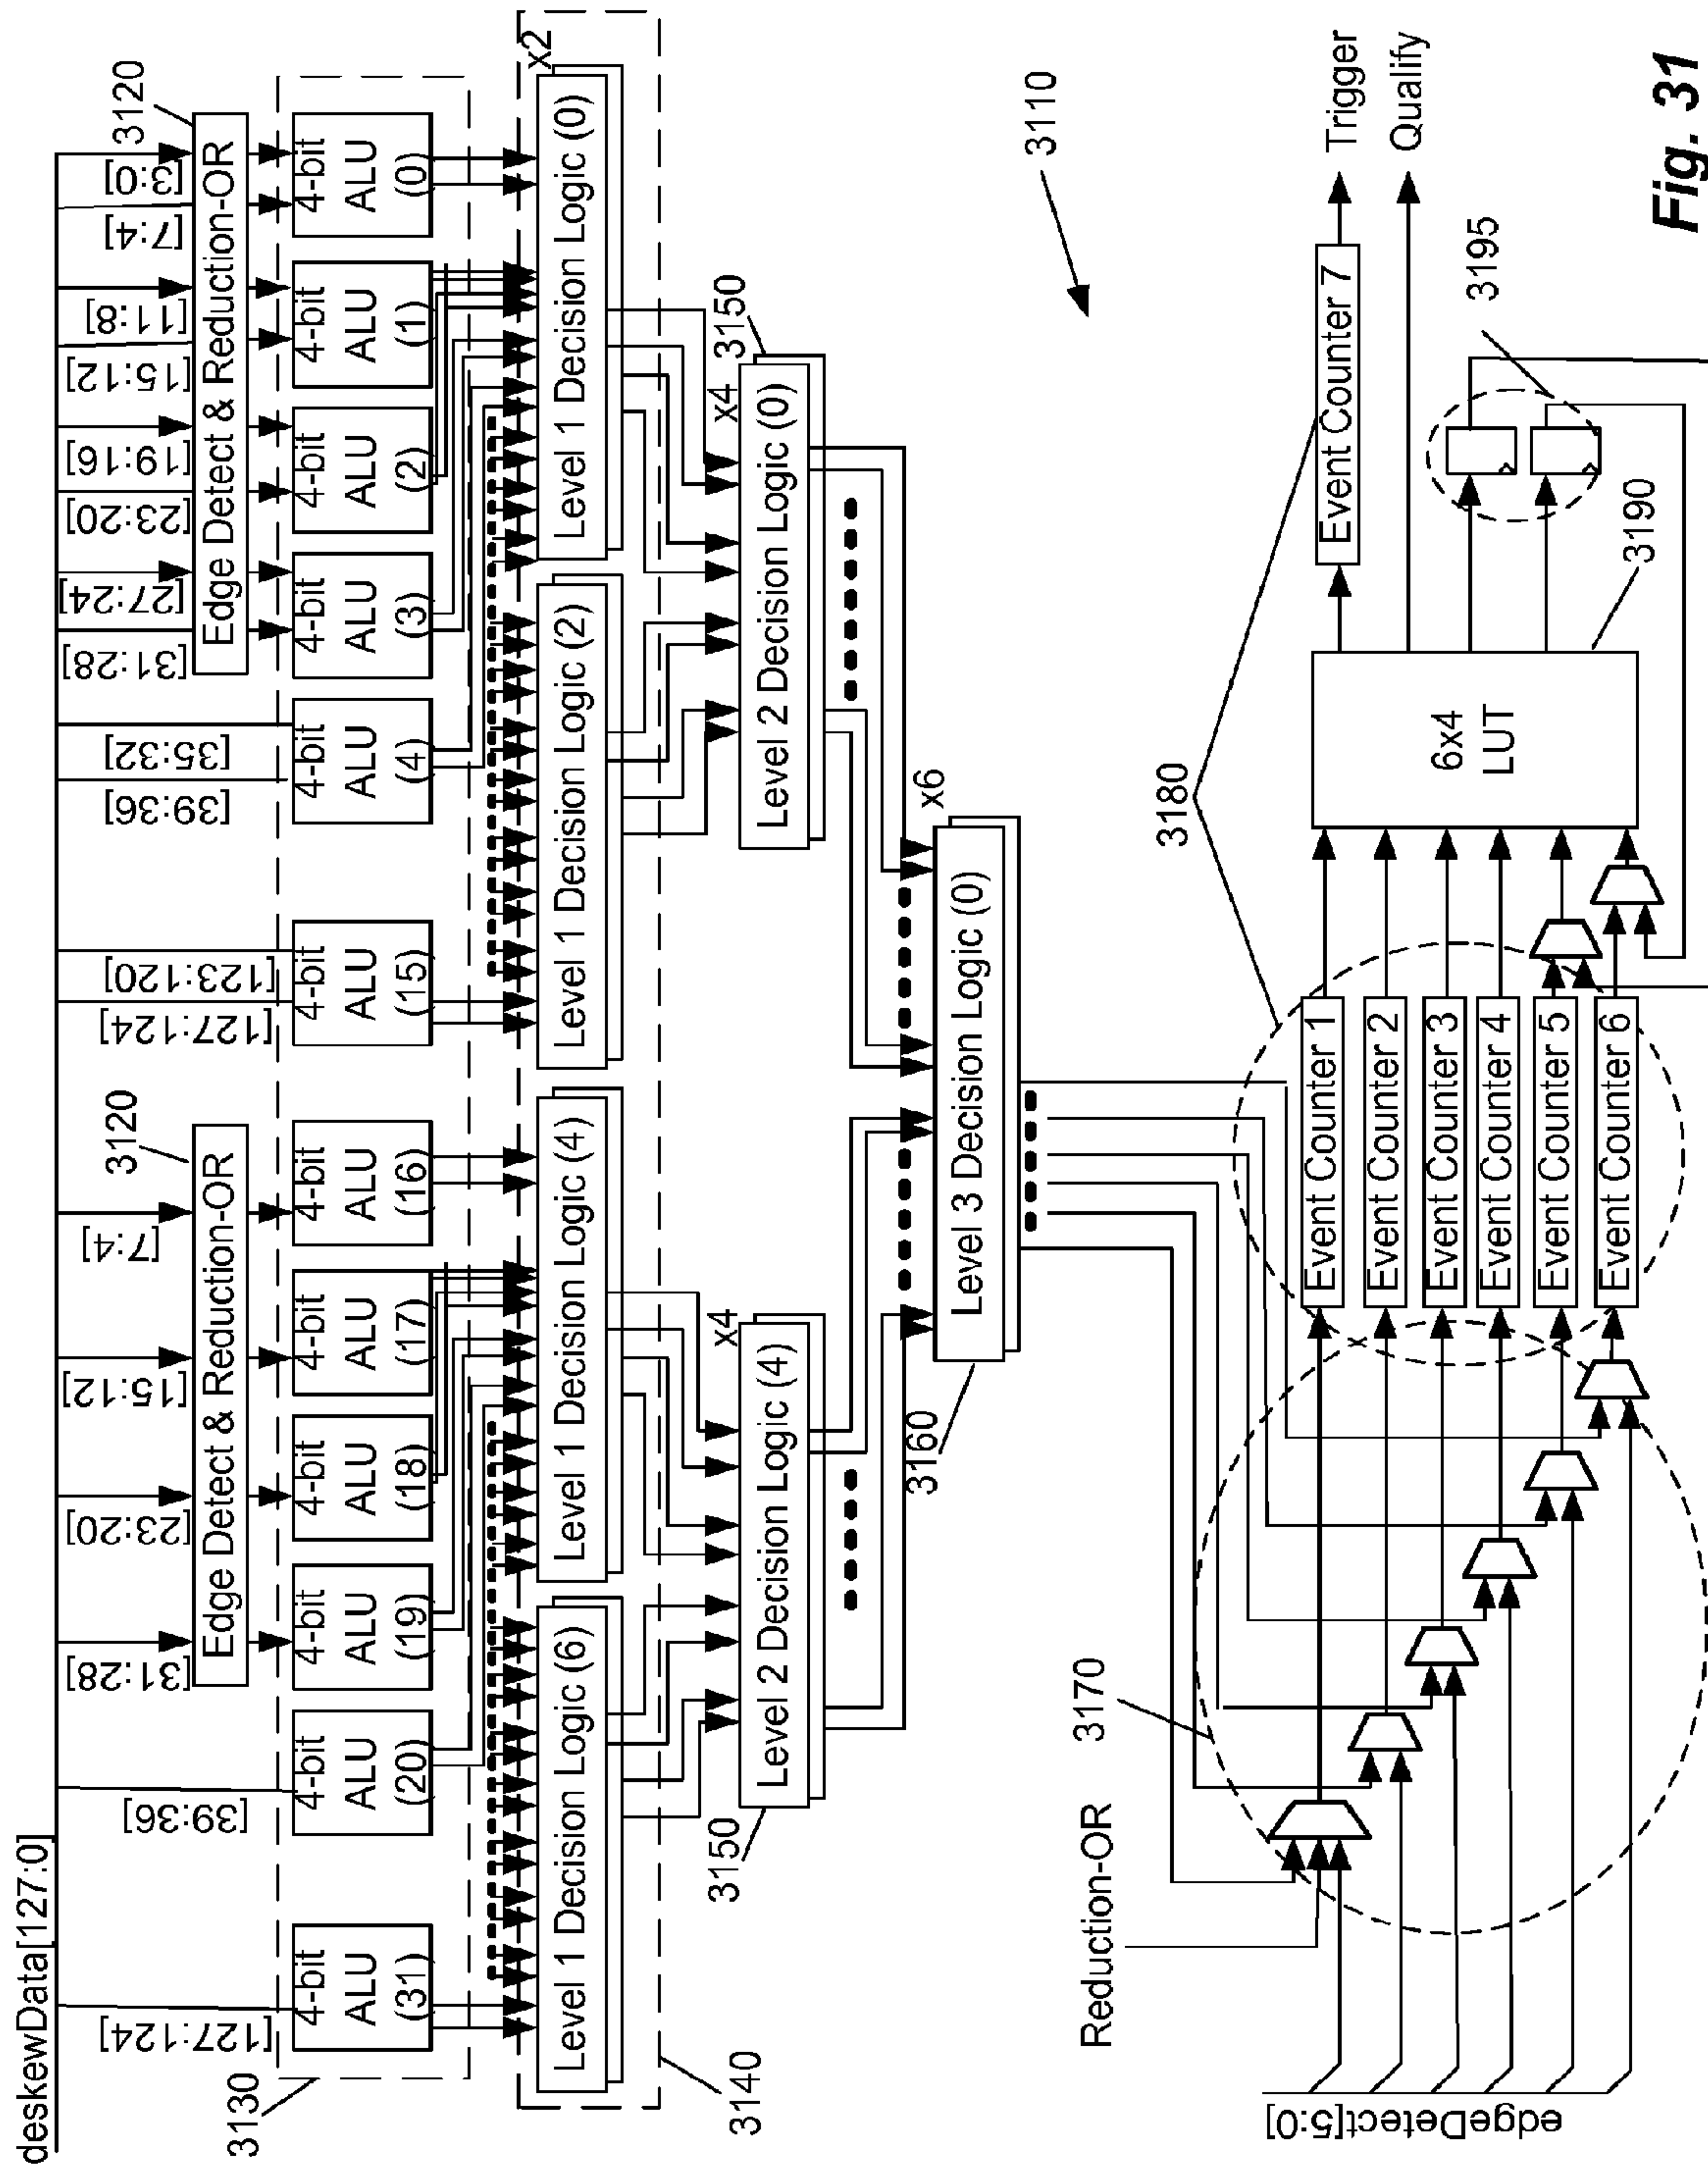 deskewData[127:0]
[127:124]
[39:36]
[31:28]
[23:20]
[15:12]
[7:4]
[127:124]
[123:120]
[39:36]
[35:32]
[31:28]
[27:24]
[23:20]
[19:16]
[15:12]
[11:8]
[7:4]
[3:0]
3120
3120
Edge Detect & Reduction-OR
Edge Detect & Reduction-OR
3130
4-bit
ALU
(31)
4-bit
ALU
(20)
4-bit
ALU
(19)
4-bit
ALU
(18)
4-bit
ALU
(17)
4-bit
ALU
(16)
4-bit
ALU
(15)
4-bit
ALU
(4)
4-bit
ALU
(3)
4-bit
ALU
(2)
4-bit
ALU
(1)
4-bit
ALU
(0)
x2
Level 1 Decision Logic (6)
Level 1 Decision Logic (4)
Level 1 Decision Logic (2)
Level 1 Decision Logic (0)
3140
3150
x4
Level 2 Decision Logic (4)
x4
3150
Level 2 Decision Logic (0)
3160
x6
Level 3 Decision Logic (0)
3110
Reduction-OR
3170
3180
edgeDetect[5:0]
Event Counter 1
Event Counter 2
Event Counter 3
Event Counter 4
Event Counter 5
Event Counter 6
6x4
LUT
3190
Event Counter 7
3195
Trigger
Qualify
Fig. 31